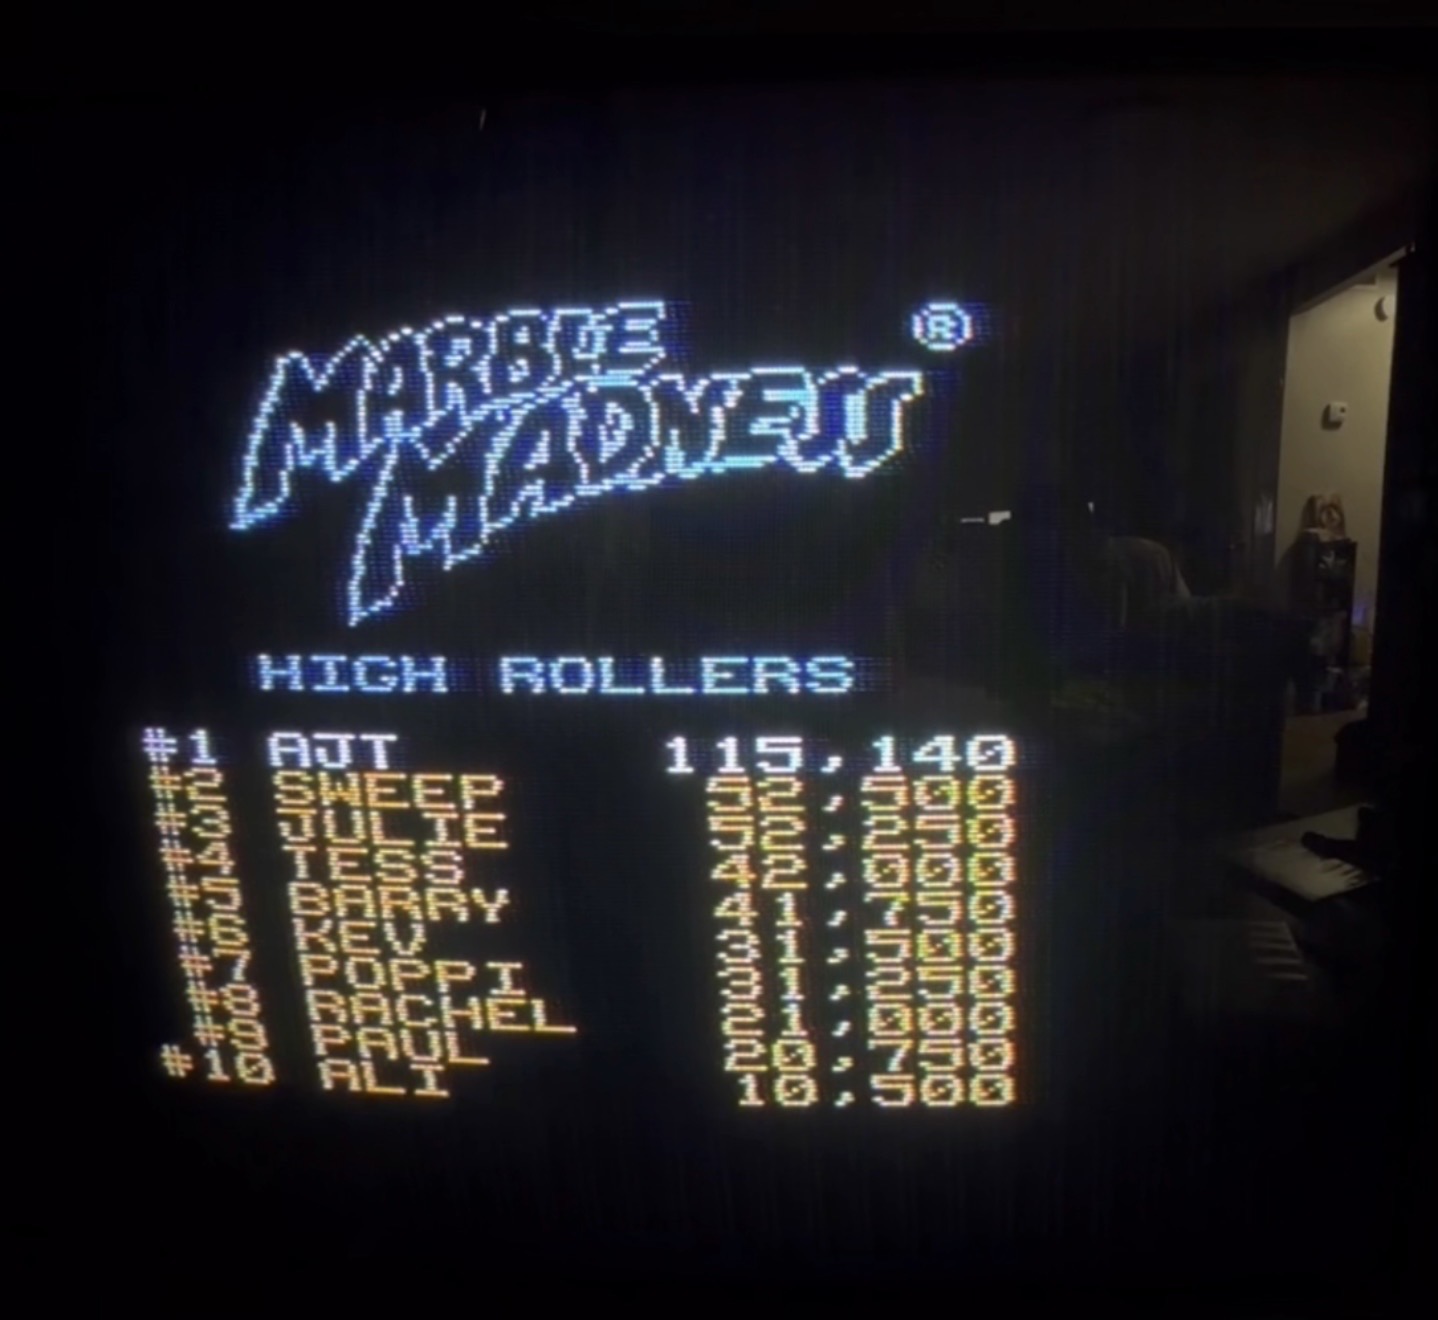 MARBLE
MADNESS ®
HIGH ROLLERS
#1 AJT 115,140
#2 SWEEP 52,500
#3 JULIE 52,250
#4 TESS 42,000
#5 BARRY 41,750
#6 KEV 31,500
#7 POPPI 31,250
#8 RACHEL 21,000
#9 PAUL 20,750
#10 ALI 10,500